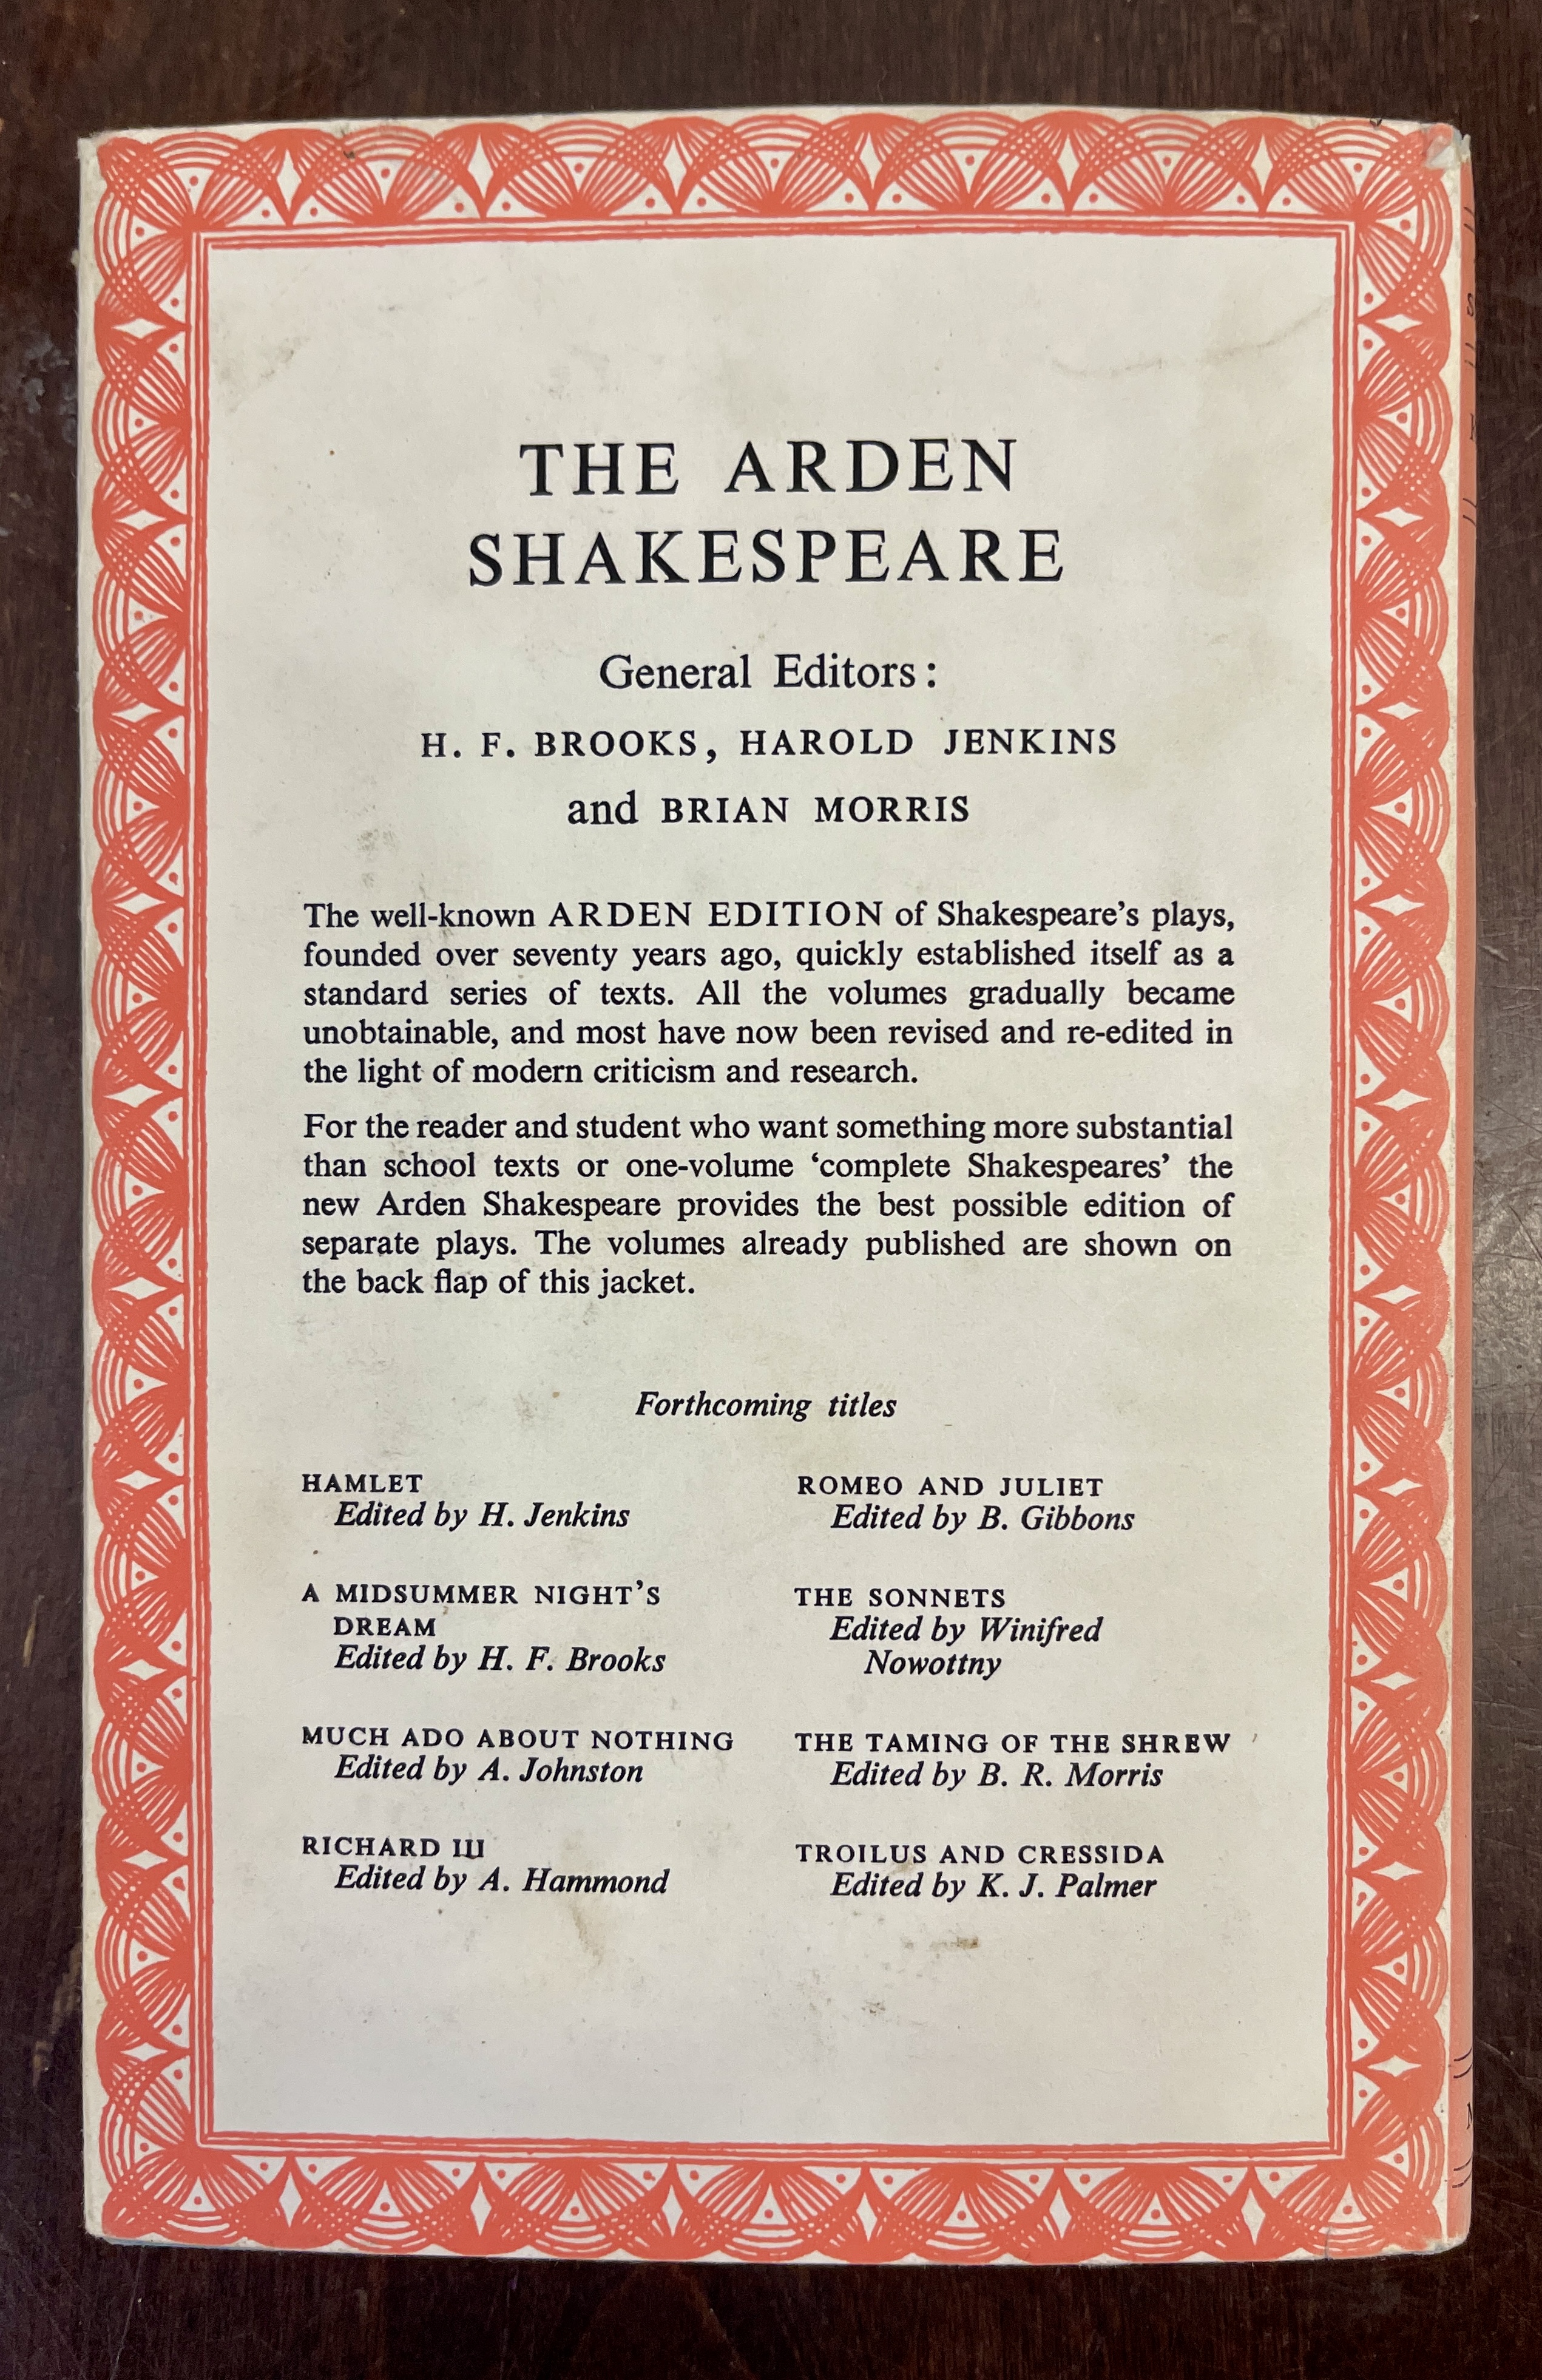 THE ARDEN
SHAKESPEARE
General Editors:
H. F. BROOKS, HAROLD JENKINS
and BRIAN MORRIS
The well-known ARDEN EDITION of Shakespeare's plays,
founded over seventy years ago, quickly established itself as a
standard series of texts. All the volumes gradually became
unobtainable, and most have now been revised and re-edited in
the light of modern criticism and research.
For the reader and student who want something more substantial
than school texts or one-volume ‘complete Shakespeares’ the
new Arden Shakespeare provides the best possible edition of
separate plays. The volumes already published are shown on
the back flap of this jacket.
Forthcoming titles
HAMLET
Edited by H. Jenkins
A MIDSUMMER NIGHT'S
DREAM
Edited by H. F. Brooks
MUCH ADO ABOUT NOTHING
Edited by A. Johnston
RICHARD III
Edited by A. Hammond
ROMEO AND JULIET
Edited by B. Gibbons
THE SONNETS
Edited by Winifred
Nowottny
THE TAMING OF THE SHREW
Edited by B. R. Morris
TROILUS AND CRESSIDA
Edited by K. J. Palmer